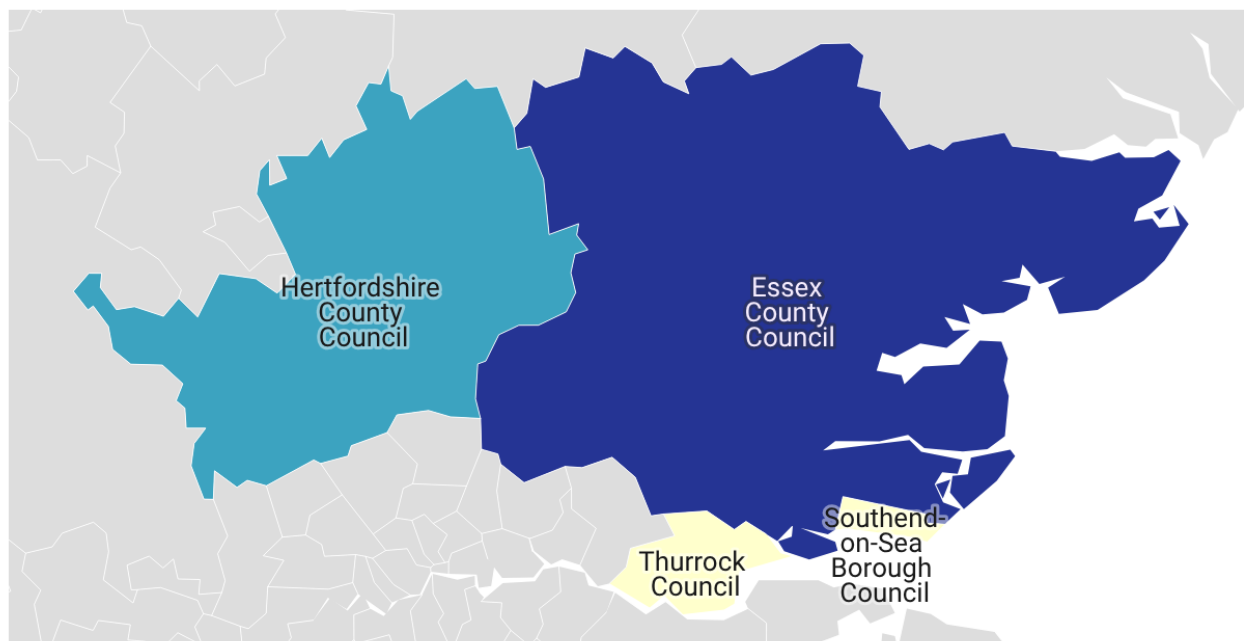 Hertfordshire
County
Council
Essex
County
Council
Thurrock
Council
Southend-
on-Sea
Borough
Council